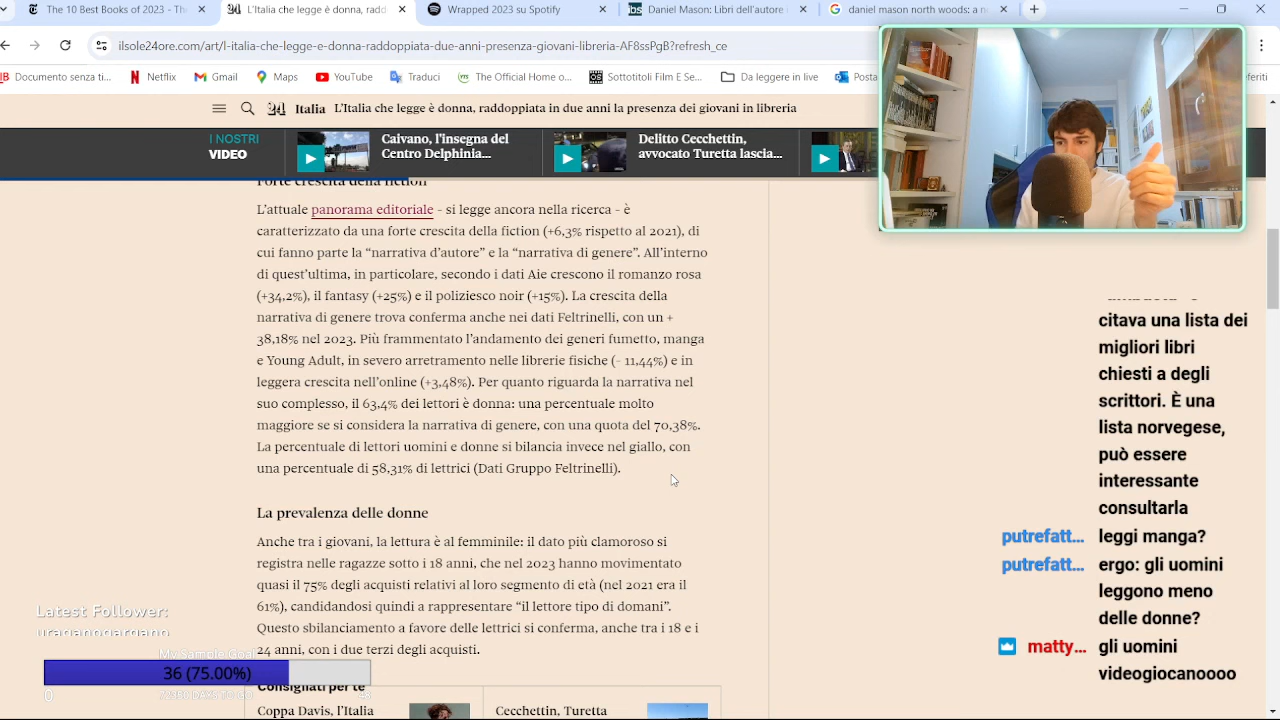 The 10 Best Books of 2023 - Th
L'Italia che legge è donna, radd
Wrapped 2023 su Spotify
Daniel Mason: Libri dell'autore
daniel mason north woods: a n
ilsole24ore.com/art/l-italia-che-legge-e-donna-raddoppiata-due-anni-presenza-giovani-libreria-AF8ssPgB?refresh_ce
Documento senza ti...
Netflix
Gmail
Maps
YouTube
Traduci
The Official Home o...
Sottotitoli Film E Se...
Da leggere in live
Posta
feriti
24
Italia L'Italia che legge è donna, raddoppiata in due anni la presenza dei giovani in libreria
I NOSTRI
VIDEO
Caivano, l'insegna del
Centro Delphinia...
Delitto Cecchettin,
avvocato Turetta lascia...
Forte crescita della fiction
L'attuale panorama editoriale - si legge ancora nella ricerca - è
caratterizzato da una forte crescita della fiction (+6,3% rispetto al 2021), di
cui fanno parte la "narrativa d'autore" e la "narrativa di genere". All'interno
di quest'ultima, in particolare, secondo i dati Aie crescono il romanzo rosa
(+34,2%), il fantasy (+25%) e il poliziesco noir (+15%). La crescita della
narrativa di genere trova conferma anche nei dati Feltrinelli, con un +
38,18% nel 2023. Più frammentato l'andamento dei generi fumetto, manga
e Young Adult, in severo arretramento nelle librerie fisiche (- 11,44%) e in
leggera crescita nell'online (+3,48%). Per quanto riguarda la narrativa nel
suo complesso, il 63,4% dei lettori è donna: una percentuale molto
maggiore se si considera la narrativa di genere, con una quota del 70,38%.
La percentuale di lettori uomini e donne si bilancia invece nel giallo, con
una percentuale di 58,31% di lettrici (Dati Gruppo Feltrinelli).
La prevalenza delle donne
Anche tra i giovani, la lettura è al femminile: il dato più clamoroso si
registra nelle ragazze sotto i 18 anni, che nel 2023 hanno movimentato
quasi il 75% degli acquisti relativi al loro segmento di età (nel 2021 era il
61%), candidandosi quindi a rappresentare "il lettore tipo di domani".
Questo sbilanciamento a favore delle lettrici si conferma, anche tra i 18 e i
24 anni, con i due terzi degli acquisti.
Consigliati per te
Coppa Davis, l'Italia
Cecchettin, Turetta
Latest Follower:
uraganogargano
My Sample Goal
36 (75.00%)
0
citava una lista dei
migliori libri
chiesti a degli
scrittori. È una
lista norvegese,
può essere
interessante
consultarla
putrefatt... leggi manga?
putrefatt... ergo: gli uomini
leggono meno
delle donne?
matty... gli uomini
videogiocanoooo